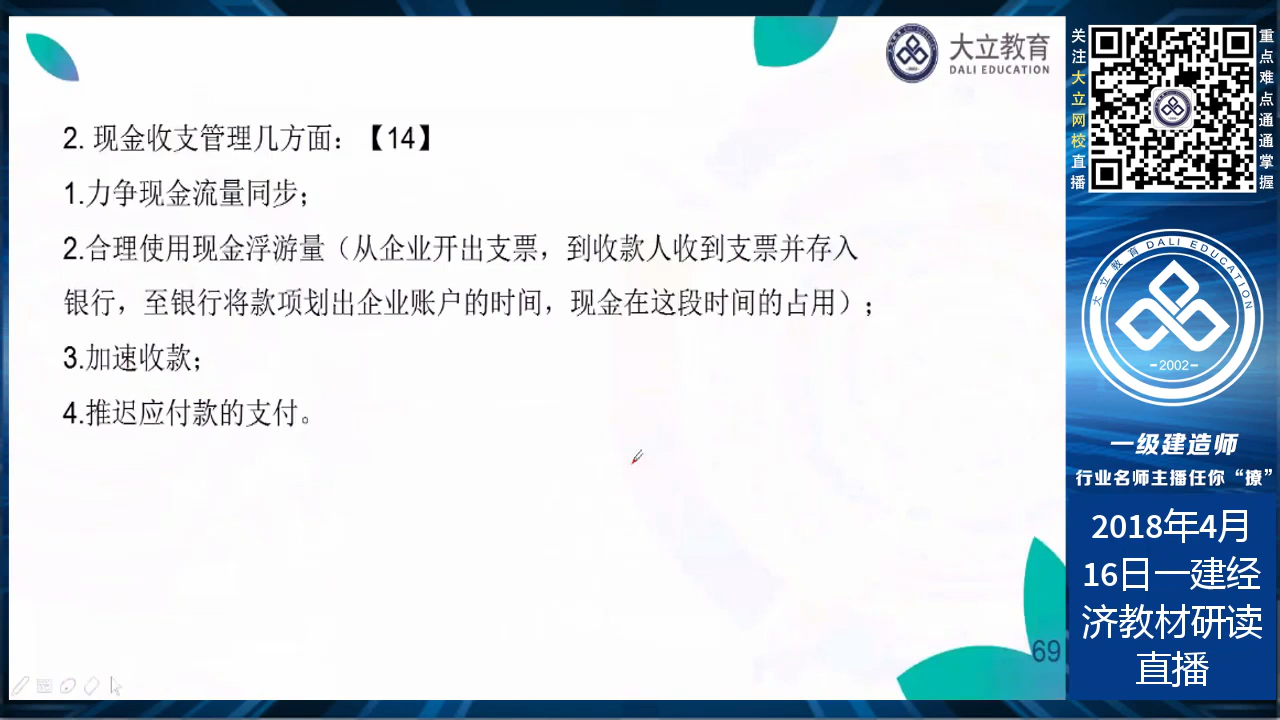 大立教育
DALI EDUCATION
2. 现金收支管理几方面：【14】
1.力争现金流量同步；
2.合理使用现金浮游量（从企业开出支票，到收款人收到支票并存入
银行，至银行将款项划出企业账户的时间，现金在这段时间的占用）；
3.加速收款；
4.推迟应付款的支付。
69
关注大立网校直播
重点难点通通掌握
大立教育 DALI EDUCATION
2002
一级建造师
行业名师主播任你“撩”
2018年4月
16日一建经
济教材研读
直播